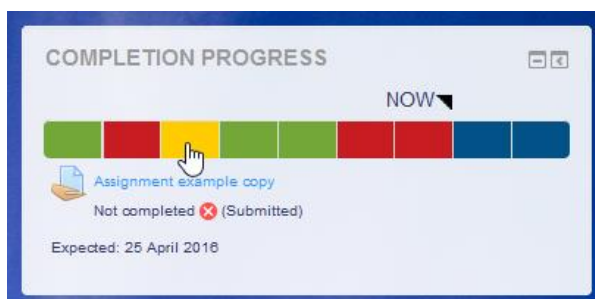 COMPLETION PROGRESS
NOW
Assignment example copy
Not completed (Submitted)
Expected: 25 April 2016